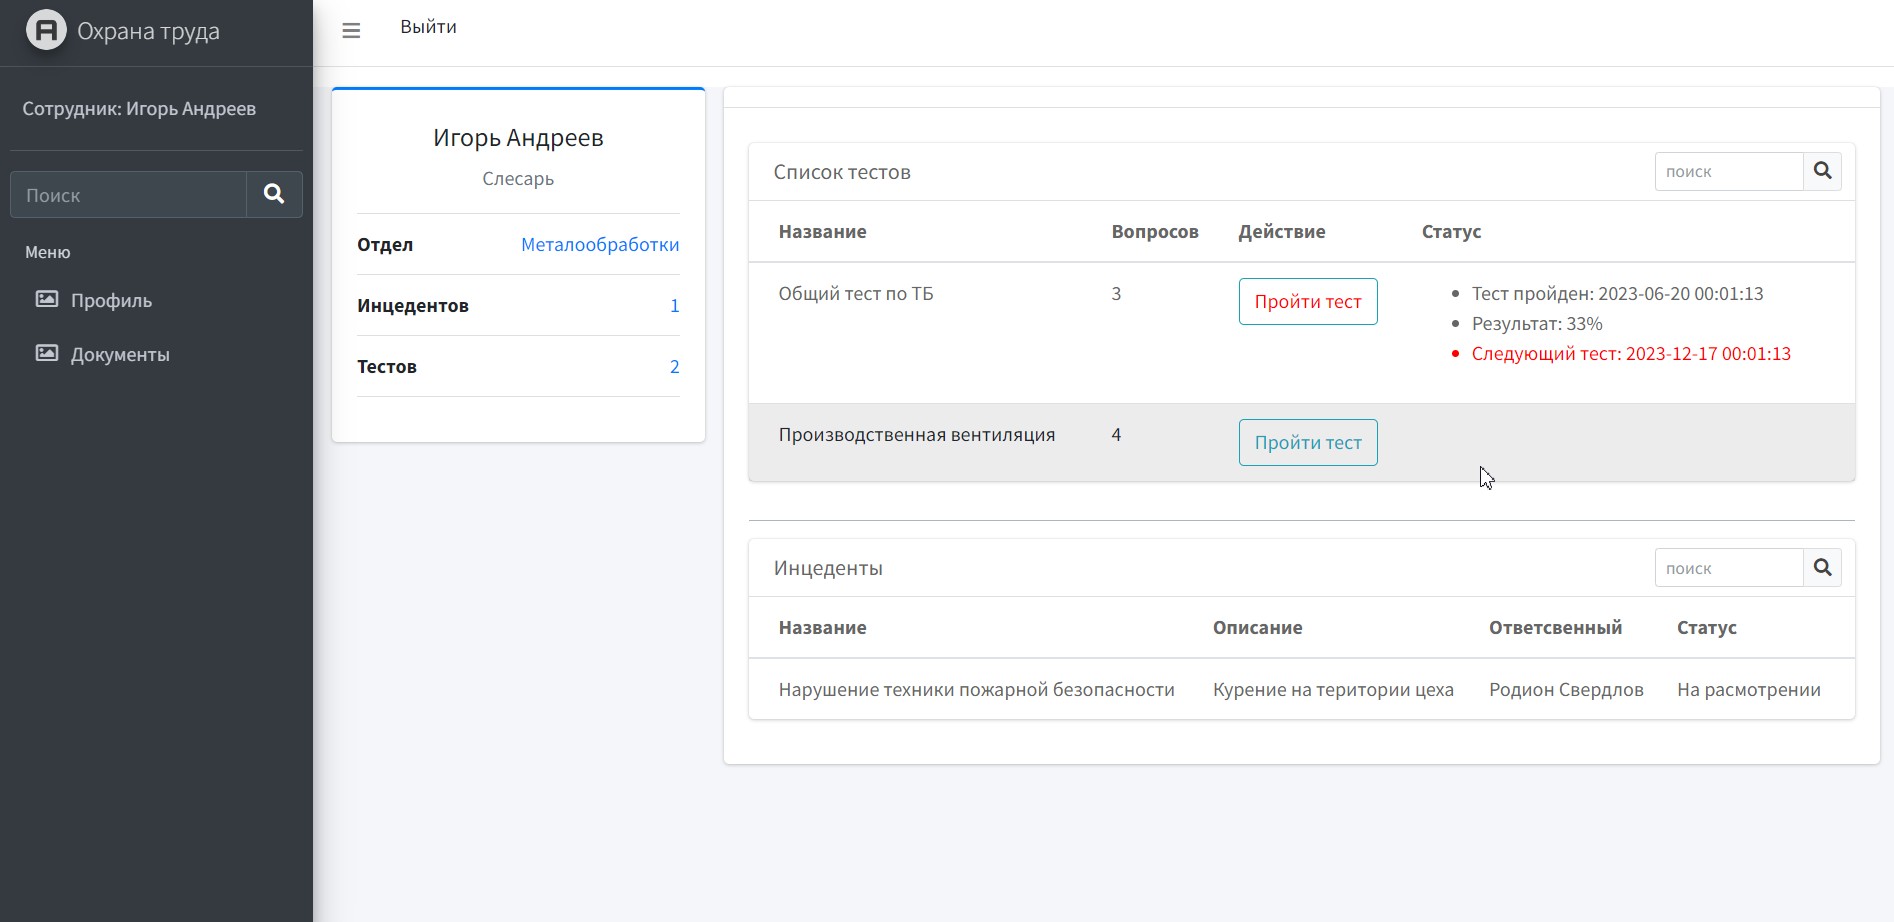 Охрана труда
Выйти
Сотрудник: Игорь Андреев
Поиск
Меню
Профиль
Документы
Игорь Андреев
Слесарь
Отдел Металообработки
Инцедентов 1
Тестов 2
Список тестов поиск
Название Вопросов Действие Статус
Общий тест по ТБ 3 Пройти тест
Тест пройден: 2023-06-20 00:01:13
Результат: 33%
Следующий тест: 2023-12-17 00:01:13
Производственная вентиляция 4 Пройти тест
Инцеденты поиск
Название Описание Ответсвенный Статус
Нарушение техники пожарной безопасности Курение на територии цеха Родион Свердлов На расмотрении